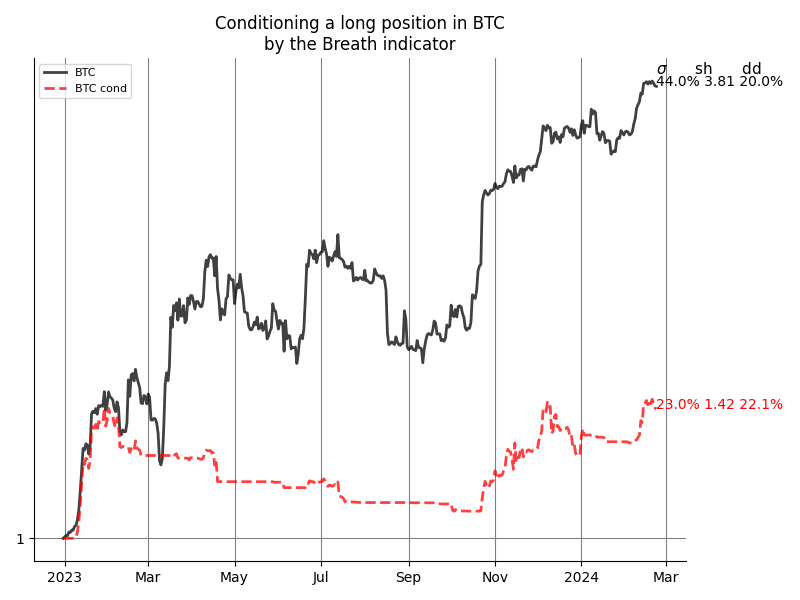 Conditioning a long position in BTC
by the Breath indicator
σ sh dd
BTC
BTC cond
44.0% 3.81 20.0%
23.0% 1.42 22.1%
1
2023 Mar May Jul Sep Nov 2024 Mar